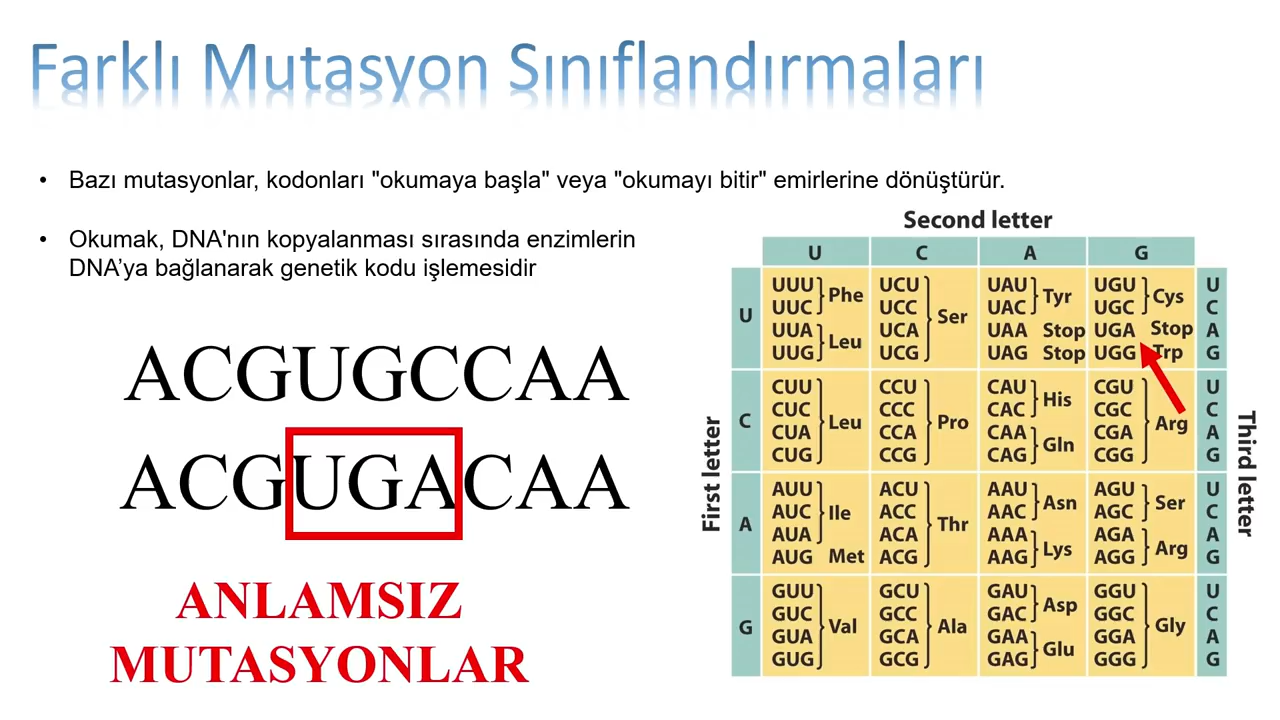 Farklı Mutasyon Sınıflandırmaları
• Bazı mutasyonlar, kodonları "okumaya başla" veya "okumayı bitir" emirlerine dönüştürür.
• Okumak, DNA'nın kopyalanması sırasında enzimlerin
DNA’ya bağlanarak genetik kodu işlemesidir
ACGUGCCAA
ACGUGACAA
ANLAMSIZ
MUTASYONLAR
Second letter
U C A G
First letter
Third letter
U
UUU UUC Phe
UUA UUG Leu
UCU UCC UCA UCG Ser
UAU UAC Tyr
UAA Stop
UAG Stop
UGU UGC Cys
UGA Stop
UGG Trp
U C A G
C
CUU CUC CUA CUG Leu
CCU CCC CCA CCG Pro
CAU CAC His
CAA CAG Gln
CGU CGC CGA CGG Arg
U C A G
A
AUU AUC AUA Ile
AUG Met
ACU ACC ACA ACG Thr
AAU AAC Asn
AAA AAG Lys
AGU AGC Ser
AGA AGG Arg
U C A G
G
GUU GUC GUA GUG Val
GCU GCC GCA GCG Ala
GAU GAC Asp
GAA GAG Glu
GGU GGC GGA GGG Gly
U C A G